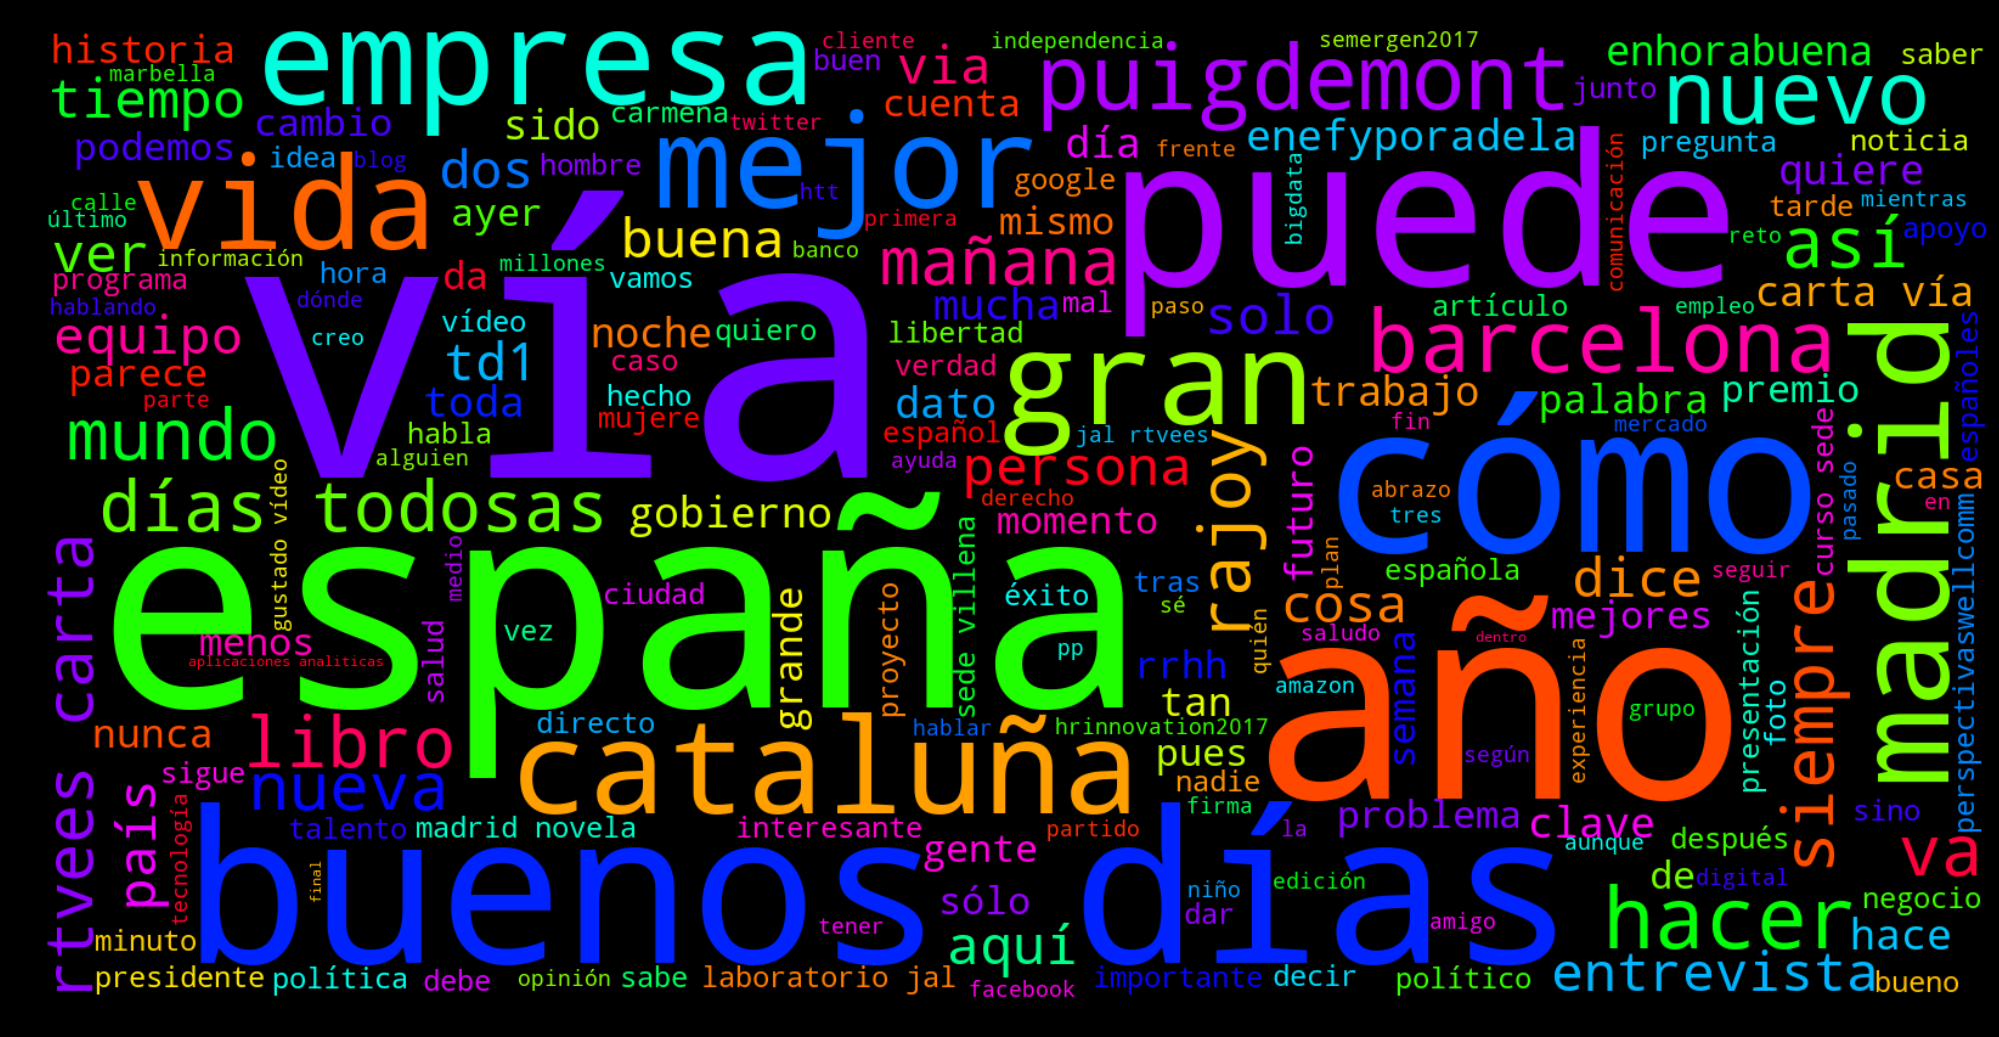 historia
empresa
cliente
independencia
semergen2017
enhorabuena
saber
marbella
tiempo
buen
via
puigdemont
junto
nuevo
cambio
sido
carmena
twitter
cuenta
podemos
idea
blog
dos
hombre
mejor
día
frente
enefyporadela
pregunta
noticia
vida
htt
google
bigdata
puede
comunicación
quiere
calle
último
ayer
primera
mismo
tarde
mientras
ver
información
buena
banco
mañana
reto
así
apoyo
programa
hora
da
millones
vamos
hablando
dónde
vía
mucha
mal
paso
solo
artículo
empleo
carta vía
equipo
creo
vídeo
noche
quiero
libertad
gran
barcelona
madrid
españoles
parece
td1
caso
verdad
trabajo
palabra
premio
parte
toda
hecho
dato
mundo
habla
mujere
español
jal rtvees
fin
mercado
alguien
ayuda
persona
rajoy
futuro
cómo
curso sede
casa
días
todosas
gustado vídeo
gobierno
derecho
momento
abrazo
tres
pasado
en
rtvees carta
españa
medio
sede villena
plan
española
dice
seguir
siempre
perspectivaswellcomm
ciudad
grande
proyecto
éxito
tras
sé
cosa
mejores
menos
aplicaciones analiticas
salud
vez
pp
rrhh
quién
saludo
dentro
año
semana
experiencia
presentación
foto
nunca
libro
directo
cataluña
hablar
hrinnovation2017
tan
amazon
grupo
sigue
nueva
pues
según
país
tecnología
nadie
firma
talento
madrid novela
interesante
partido
la
problema
clave
sino
buenos días
gente
aunque
después
va
final
sólo
niño
edición
de
digital
negocio
minuto
tener
aquí
dar
amigo
hacer
hace
presidente
política
debe
opinión
sabe
laboratorio jal
facebook
importante
decir
político
entrevista
bueno